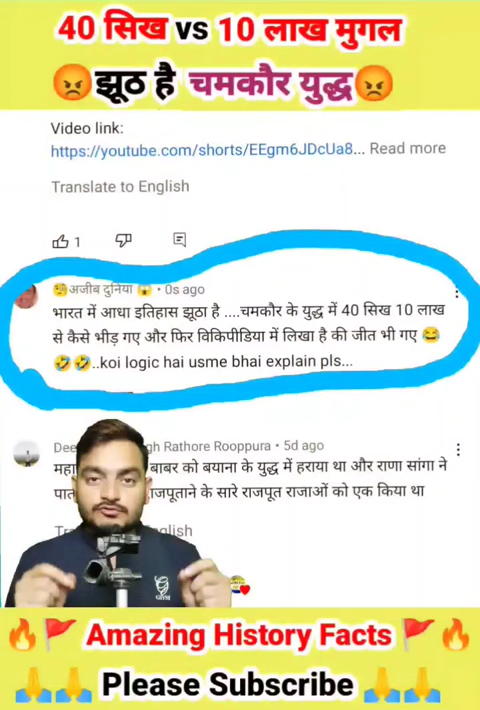 40 सिख vs 10 लाख मुगल
😡झूठ है चमकौर युद्ध😡
Video link:
https://youtube.com/shorts/EEgm6JDcUa8... Read more
Translate to English
1
🧐अजीब दुनिया 😱 • 0s ago
भारत में आधा इतिहास झूठा है ....चमकौर के युद्ध में 40 सिख 10 लाख
से कैसे भीड़ गए और फिर विकिपीडिया में लिखा है की जीत भी गए 😂
🤣🤣..koi logic hai usme bhai explain pls...
Dee gh Rathore Rooppura • 5d ago
महा बाबर को बयाना के युद्ध में हराया था और राणा सांगा ने
पात राजपूताने के सारे राजपूत राजाओं को एक किया था
Tr glish
🔥🚩 Amazing History Facts 🚩🔥
🙏🙏 Please Subscribe 🙏🙏